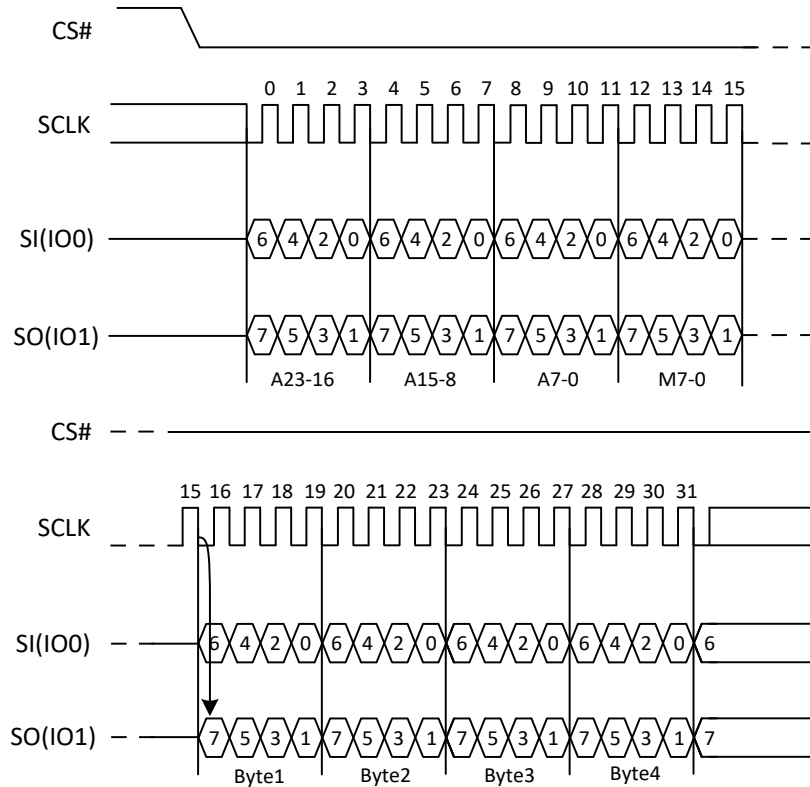 CS#
0 1 2 3 4 5 6 7 8 9 10 11 12 13 14 15
SCLK
SI(IO0) 6 4 2 0 6 4 2 0 6 4 2 0 6 4 2 0
SO(IO1) 7 5 3 1 7 5 3 1 7 5 3 1 7 5 3 1
A23-16 A15-8 A7-0 M7-0
CS#
15 16 17 18 19 20 21 22 23 24 25 26 27 28 29 30 31
SCLK
SI(IO0) 6 4 2 0 6 4 2 0 6 4 2 0 6 4 2 0 6
SO(IO1) 7 5 3 1 7 5 3 1 7 5 3 1 7 5 3 1 7
Byte1 Byte2 Byte3 Byte4